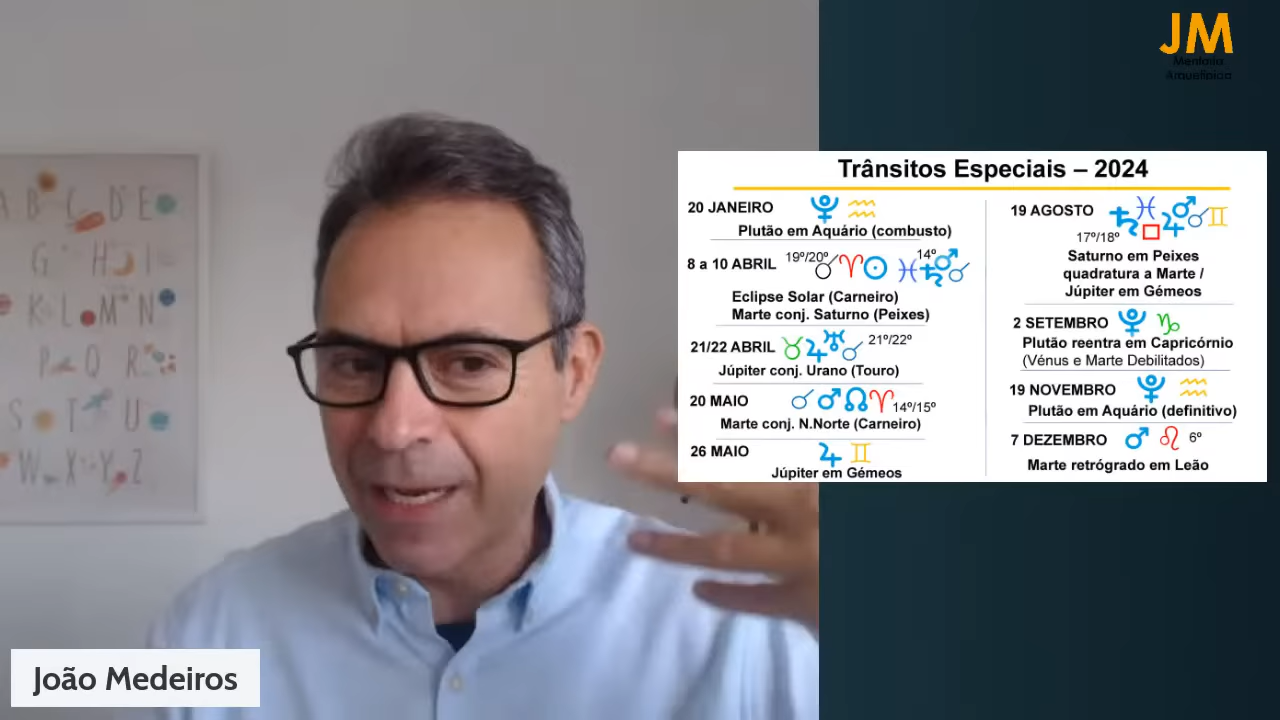 JM
Mentoria
Arquetípica
Trânsitos Especiais – 2024
20 JANEIRO
Plutão em Aquário (combusto)
8 a 10 ABRIL
19º/20º
14º
Eclipse Solar (Carneiro)
Marte conj. Saturno (Peixes)
21/22 ABRIL
21º/22º
Júpiter conj. Urano (Touro)
20 MAIO
14º/15º
Marte conj. N.Norte (Carneiro)
26 MAIO
Júpiter em Gémeos
19 AGOSTO
17º/18º
Saturno em Peixes
quadratura a Marte /
Júpiter em Gémeos
2 SETEMBRO
Plutão reentra em Capricórnio
(Vénus e Marte Debilitados)
19 NOVEMBRO
Plutão em Aquário (definitivo)
7 DEZEMBRO
6º
Marte retrógrado em Leão
A B C D E
G H I
K L M N
P Q R
S T U
W X Y Z
João Medeiros